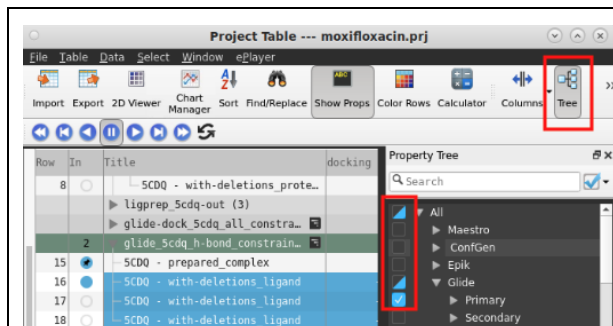 Project Table --- moxifloxacin.prj
File Table Data Select Window ePlayer
ABC
Import Export 2D Viewer Chart Manager Sort Find/Replace Show Props Color Rows Calculator Columns Tree
Row In Title docking
8 5CDQ - with-deletions_prote...
ligprep_5cdq-out (3)
glide-dock_5cdq_all_constra...
2 glide_5cdq_h-bond_constrain...
15 5CDQ - prepared_complex
16 5CDQ - with-deletions_ligand
17 5CDQ - with-deletions_ligand
18 5CDQ - with-deletions_ligand
Property Tree
Search
All
Maestro
ConfGen
Epik
Glide
Primary
Secondary